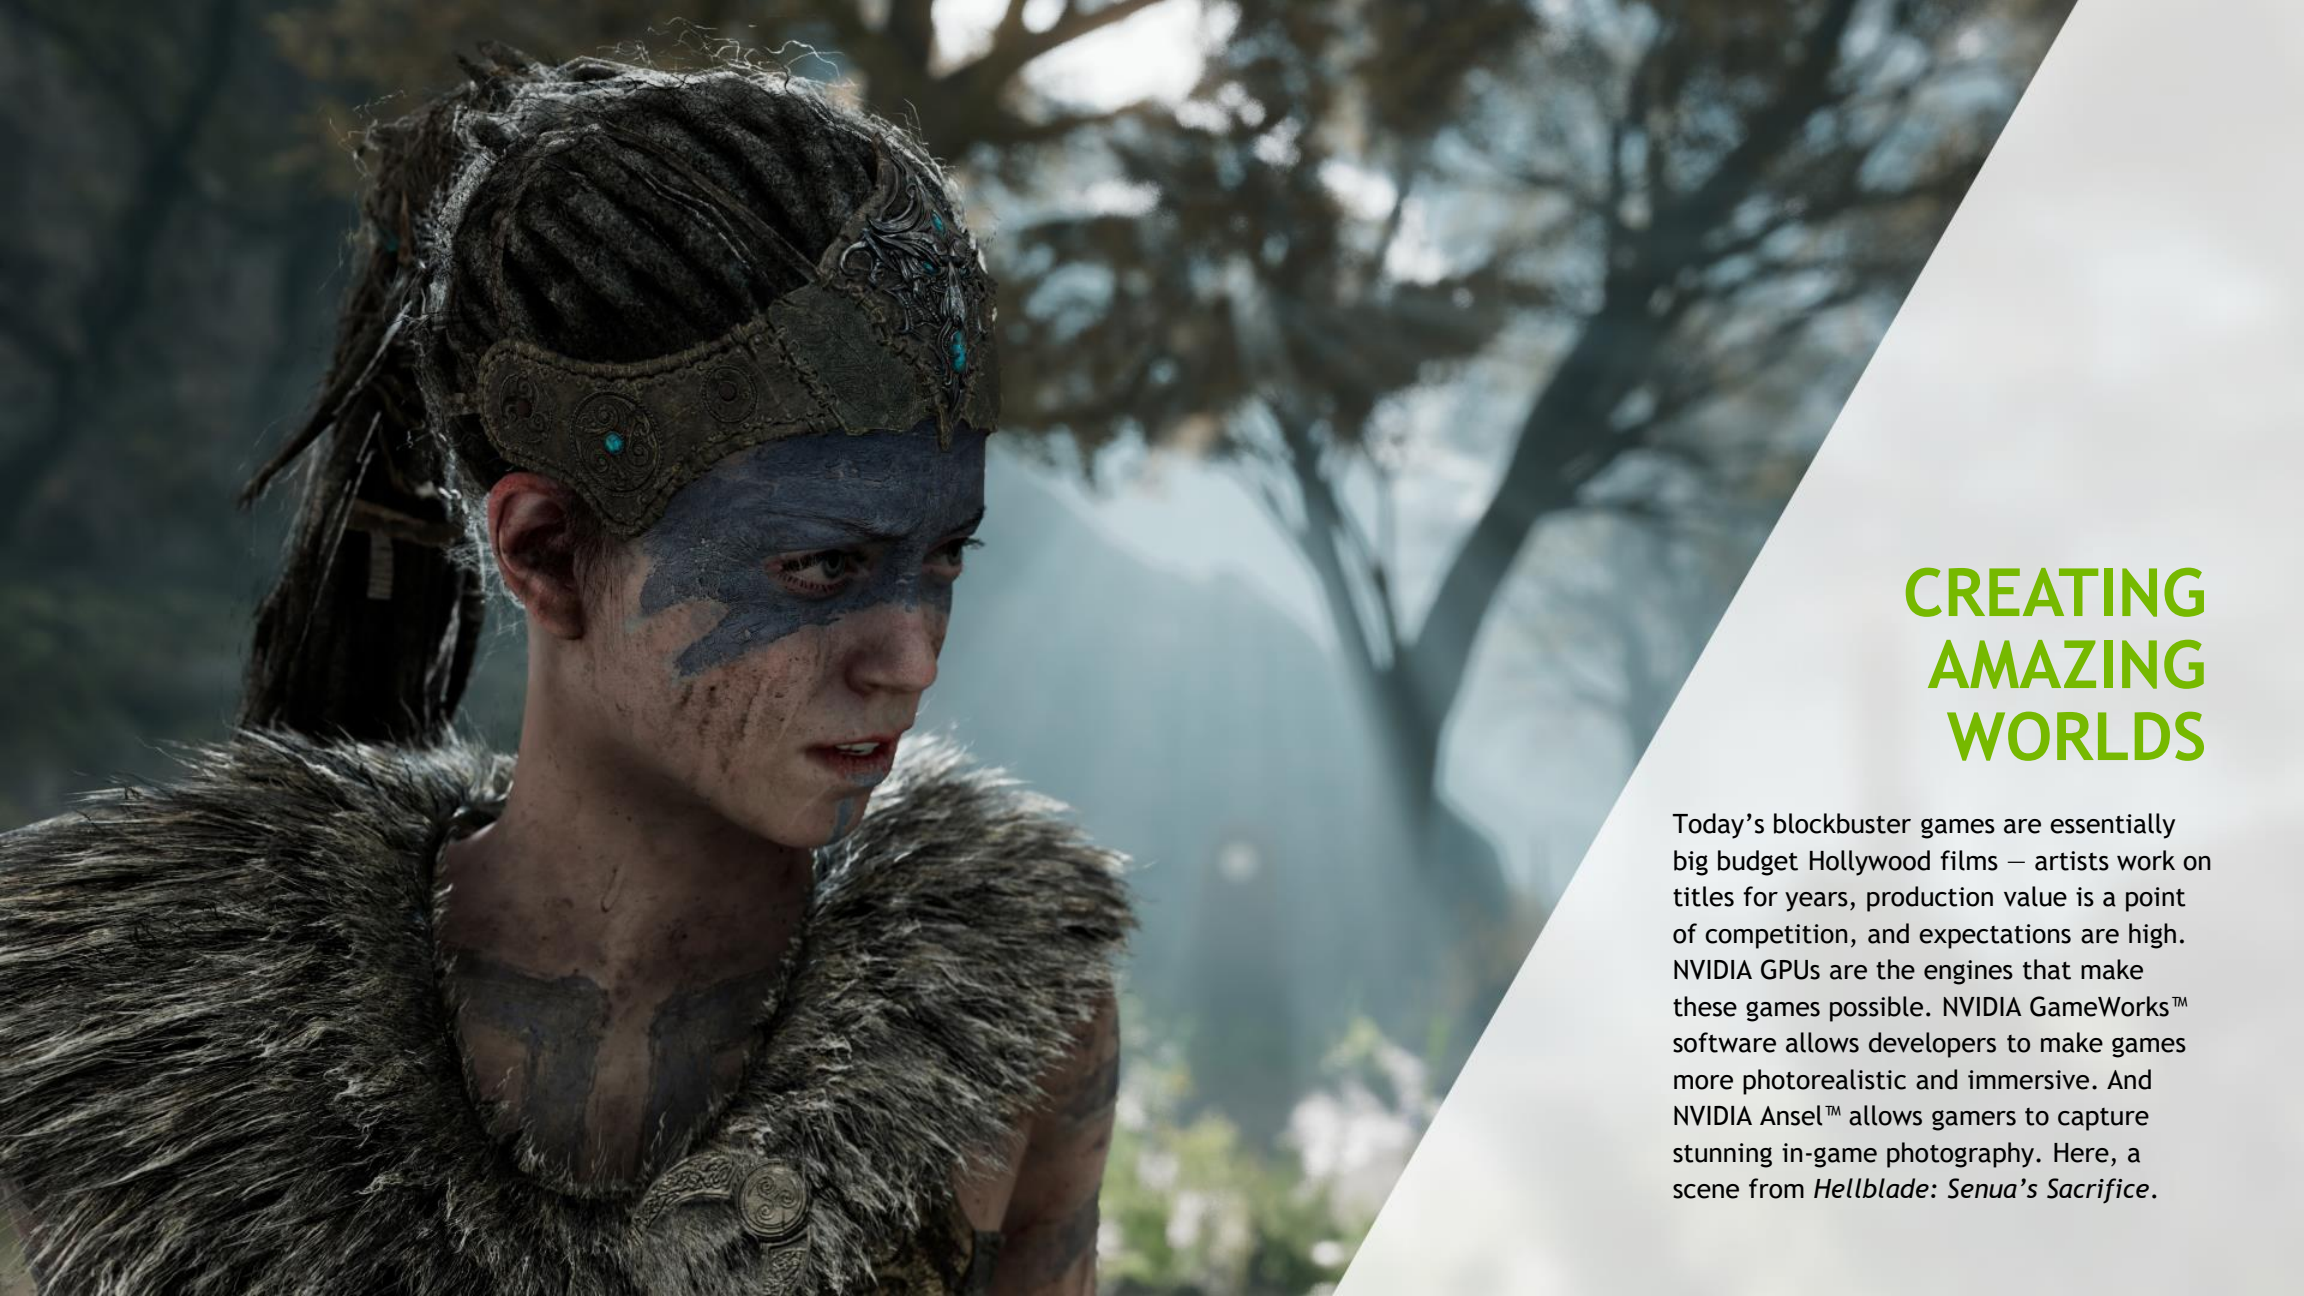 CREATING
AMAZING
WORLDS
Today’s blockbuster games are essentially
big budget Hollywood films — artists work on
titles for years, production value is a point
of competition, and expectations are high.
NVIDIA GPUs are the engines that make
these games possible. NVIDIA GameWorks™
software allows developers to make games
more photorealistic and immersive. And
NVIDIA Ansel™ allows gamers to capture
stunning in-game photography. Here, a
scene from Hellblade: Senua’s Sacrifice.